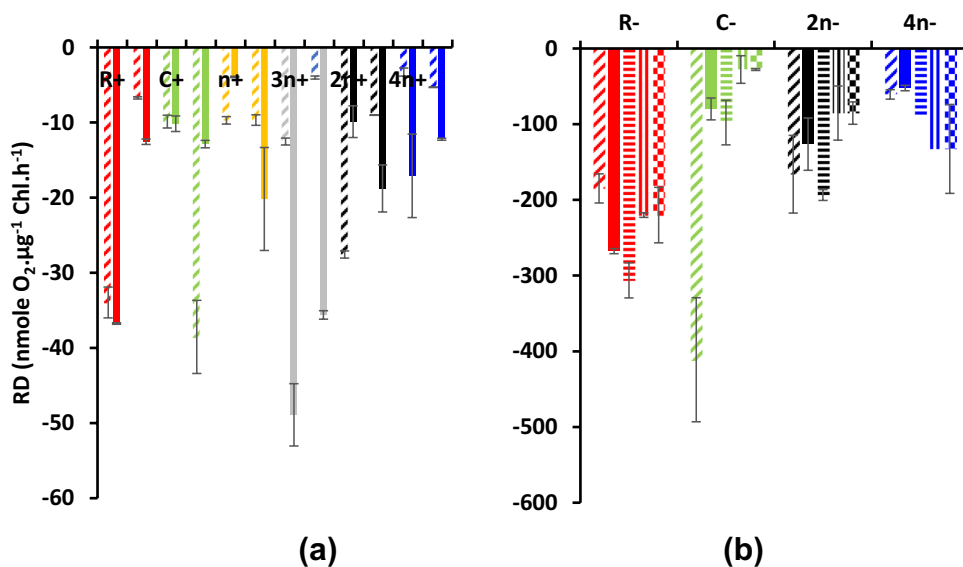 R- C- 2n- 4n-
0
-10
-20
-30
-40
-50
-60
R+ C+ n+ 3n+ 2n+ 4n+
RD (nmole O₂.µg⁻¹ Chl.h⁻¹)
0
-100
-200
-300
-400
-500
-600
(a)
(b)